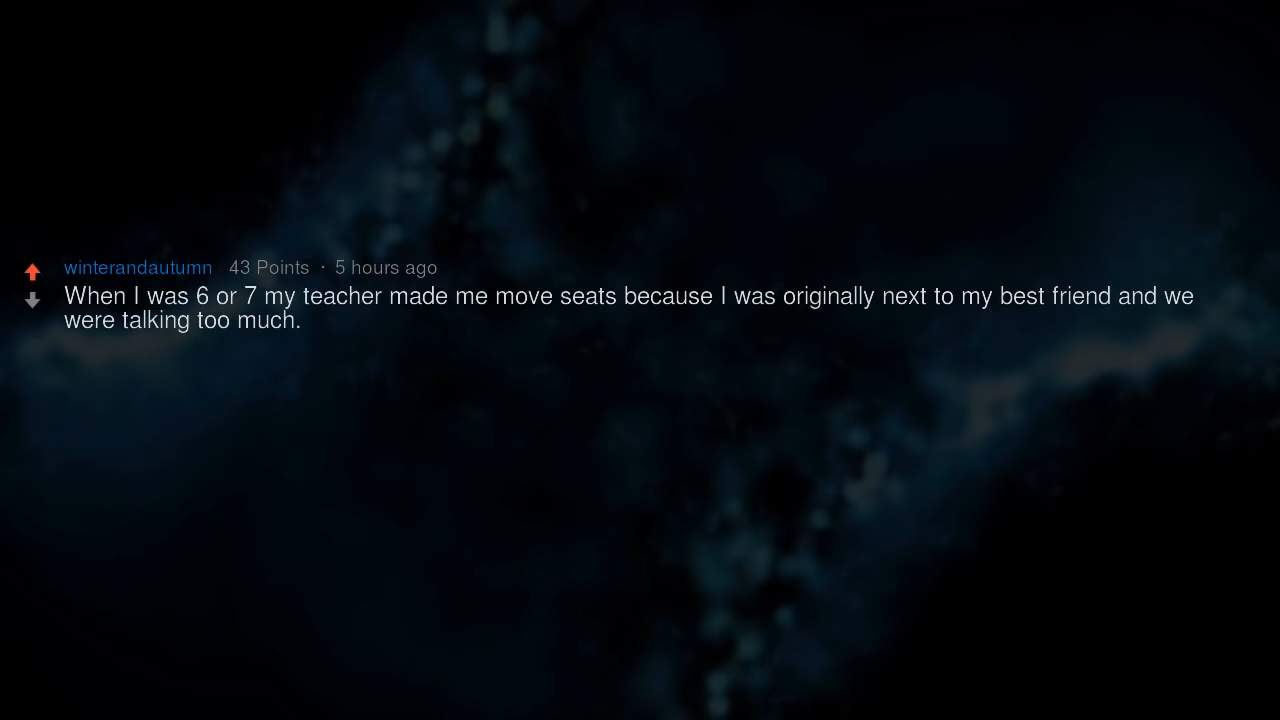 winterandautumn 43 Points · 5 hours ago
When I was 6 or 7 my teacher made me move seats because I was originally next to my best friend and we
were talking too much.